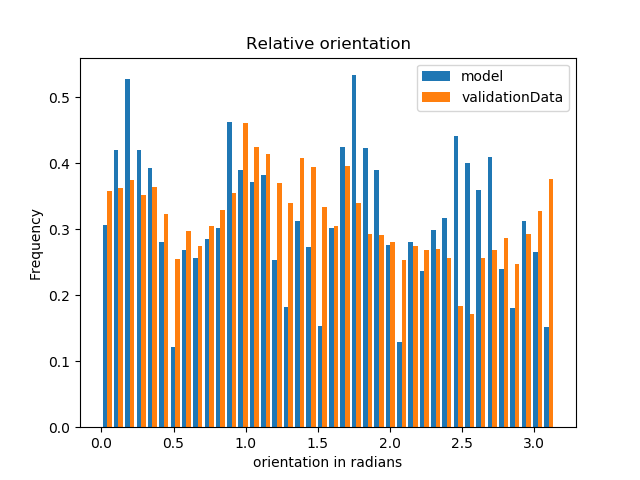 Relative orientation
model
validationData
Frequency
0.5
0.4
0.3
0.2
0.1
0.0
0.0 0.5 1.0 1.5 2.0 2.5 3.0
orientation in radians